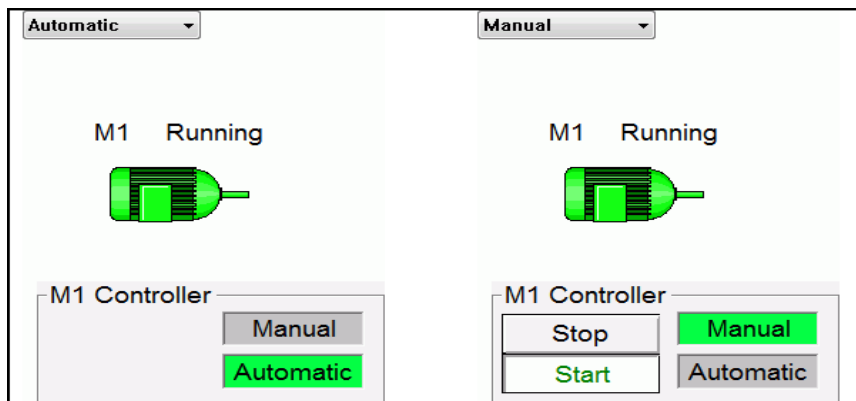 Automatic
M1 Running
M1 Controller
Manual
Automatic
Manual
M1 Running
M1 Controller
Stop Manual
Start Automatic